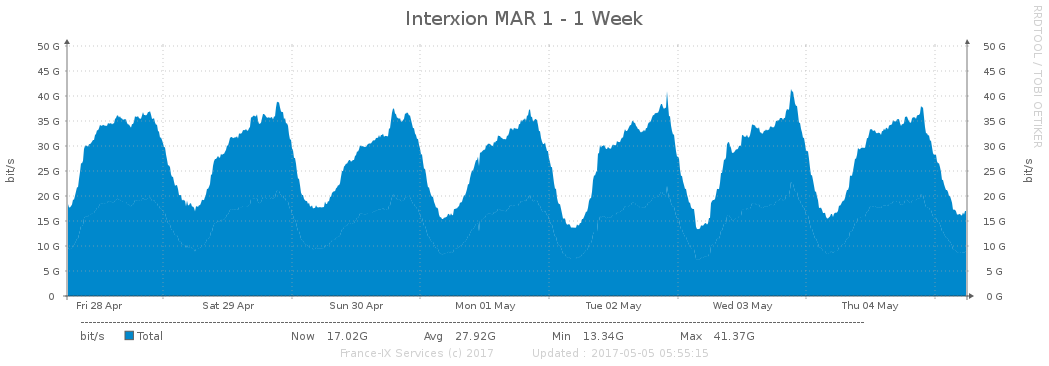 Interxion MAR 1 - 1 Week
RRDTOOL / TOBI OETIKER
50 G 50 G
45 G 45 G
40 G 40 G
35 G 35 G
30 G 30 G
25 G 25 G
20 G 20 G
15 G 15 G
10 G 10 G
5 G 5 G
0 0 G
bit/s
bit/s
Fri 28 Apr Sat 29 Apr Sun 30 Apr Mon 01 May Tue 02 May Wed 03 May Thu 04 May
bit/s Total Now 17.02G Avg 27.92G Min 13.34G Max 41.37G
France-IX Services (c) 2017 Updated : 2017-05-05 05:55:15